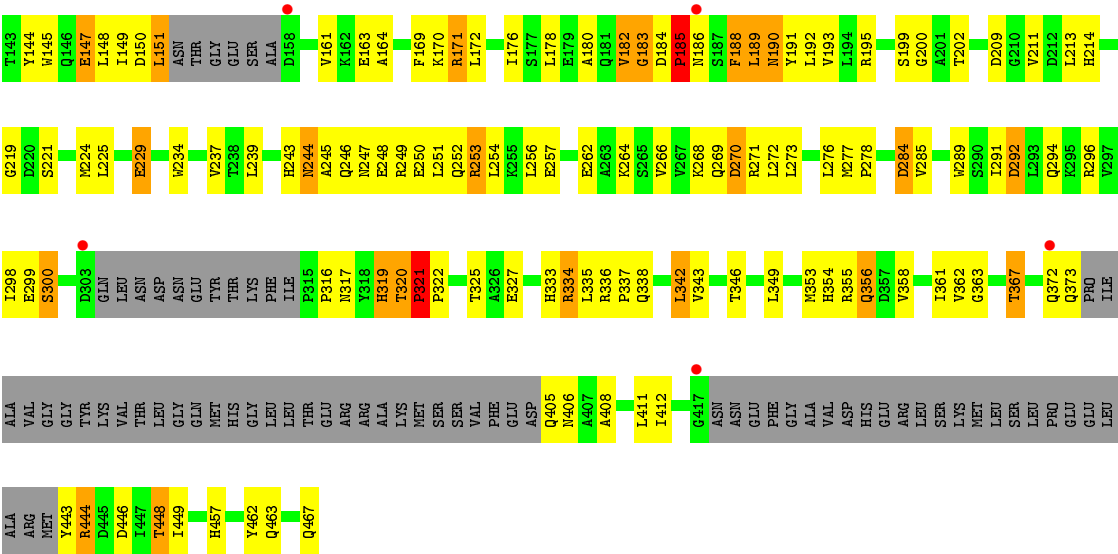 T143 Y144 W145 Q146 E147 L148 I149 D150 L151 ASN THR GLY GLU SER ALA D158 V161 K162 E163 A164 F169 K170 R171 L172 I176 S177 L178 E179 A180 Q181 V182 G183 D184 P185 N186 S187 F188 L189 N190 Y191 L192 V193 L194 R195 S199 G200 A201 T202 D209 G210 V211 D212 L213 H214
G219 D220 S221 M224 L225 E229 W234 V237 T238 L239 H243 N244 A245 Q246 N247 E248 R249 E250 L251 Q252 R253 L254 K255 L256 E257 E262 A263 K264 S265 V266 V267 K268 Q269 D270 R271 L272 L273 L276 M277 P278 D284 V285 W289 S290 I291 D292 L293 Q294 K295 R296 V297
I298 E299 S300 D303 GLN LEU ASN ASP ASN GLU TYR THR LYS PHE ILE P315 P316 N317 Y318 H319 T320 P321 P322 T325 A326 E327 H333 R334 L335 R336 P337 Q338 L342 V343 T346 L349 M353 H354 R355 Q356 D357 V358 I361 V362 G363 T367 Q372 Q373 PRO ILE
ALA VAL GLY GLY TYR LYS VAL THR LEU GLY GLN MET HIS GLY LEU LEU THR GLU ARG ARG ALA LYS MET SER SER VAL PHE GLU ASP Q405 N406 A407 A408 L411 I412 G417 ASN ASN GLU PHE GLY ALA VAL ASP HIS GLU ARG LEU SER LYS MET LEU SER LEU PRO GLU GLU LEU
ALA ARG MET Y443 R444 D445 D446 I447 T448 I449 H457 Y462 Q463 Q467